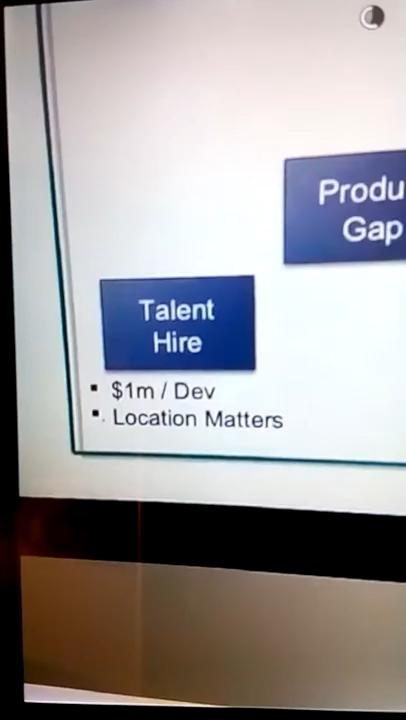 Produ
Gap
Talent
Hire
▪ $1m / Dev
▪ Location Matters